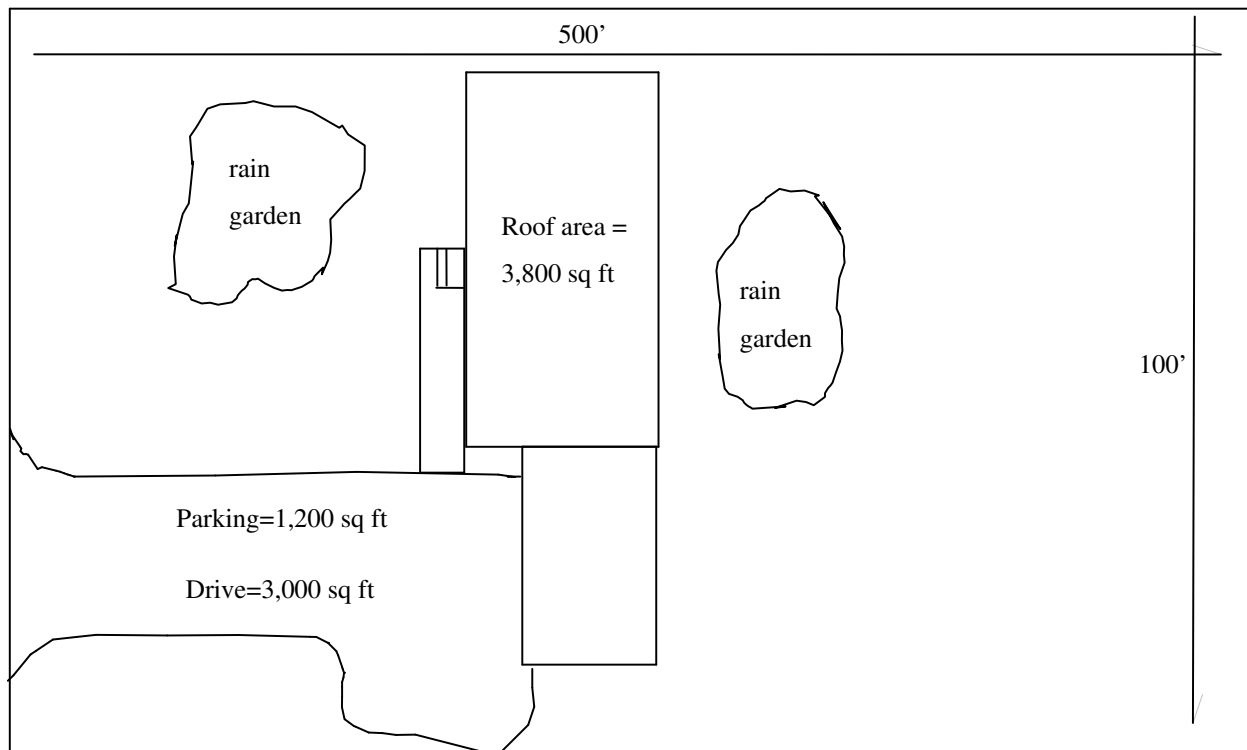 500’
rain
garden
Roof area =
3,800 sq ft
rain
garden
100’
Parking=1,200 sq ft
Drive=3,000 sq ft